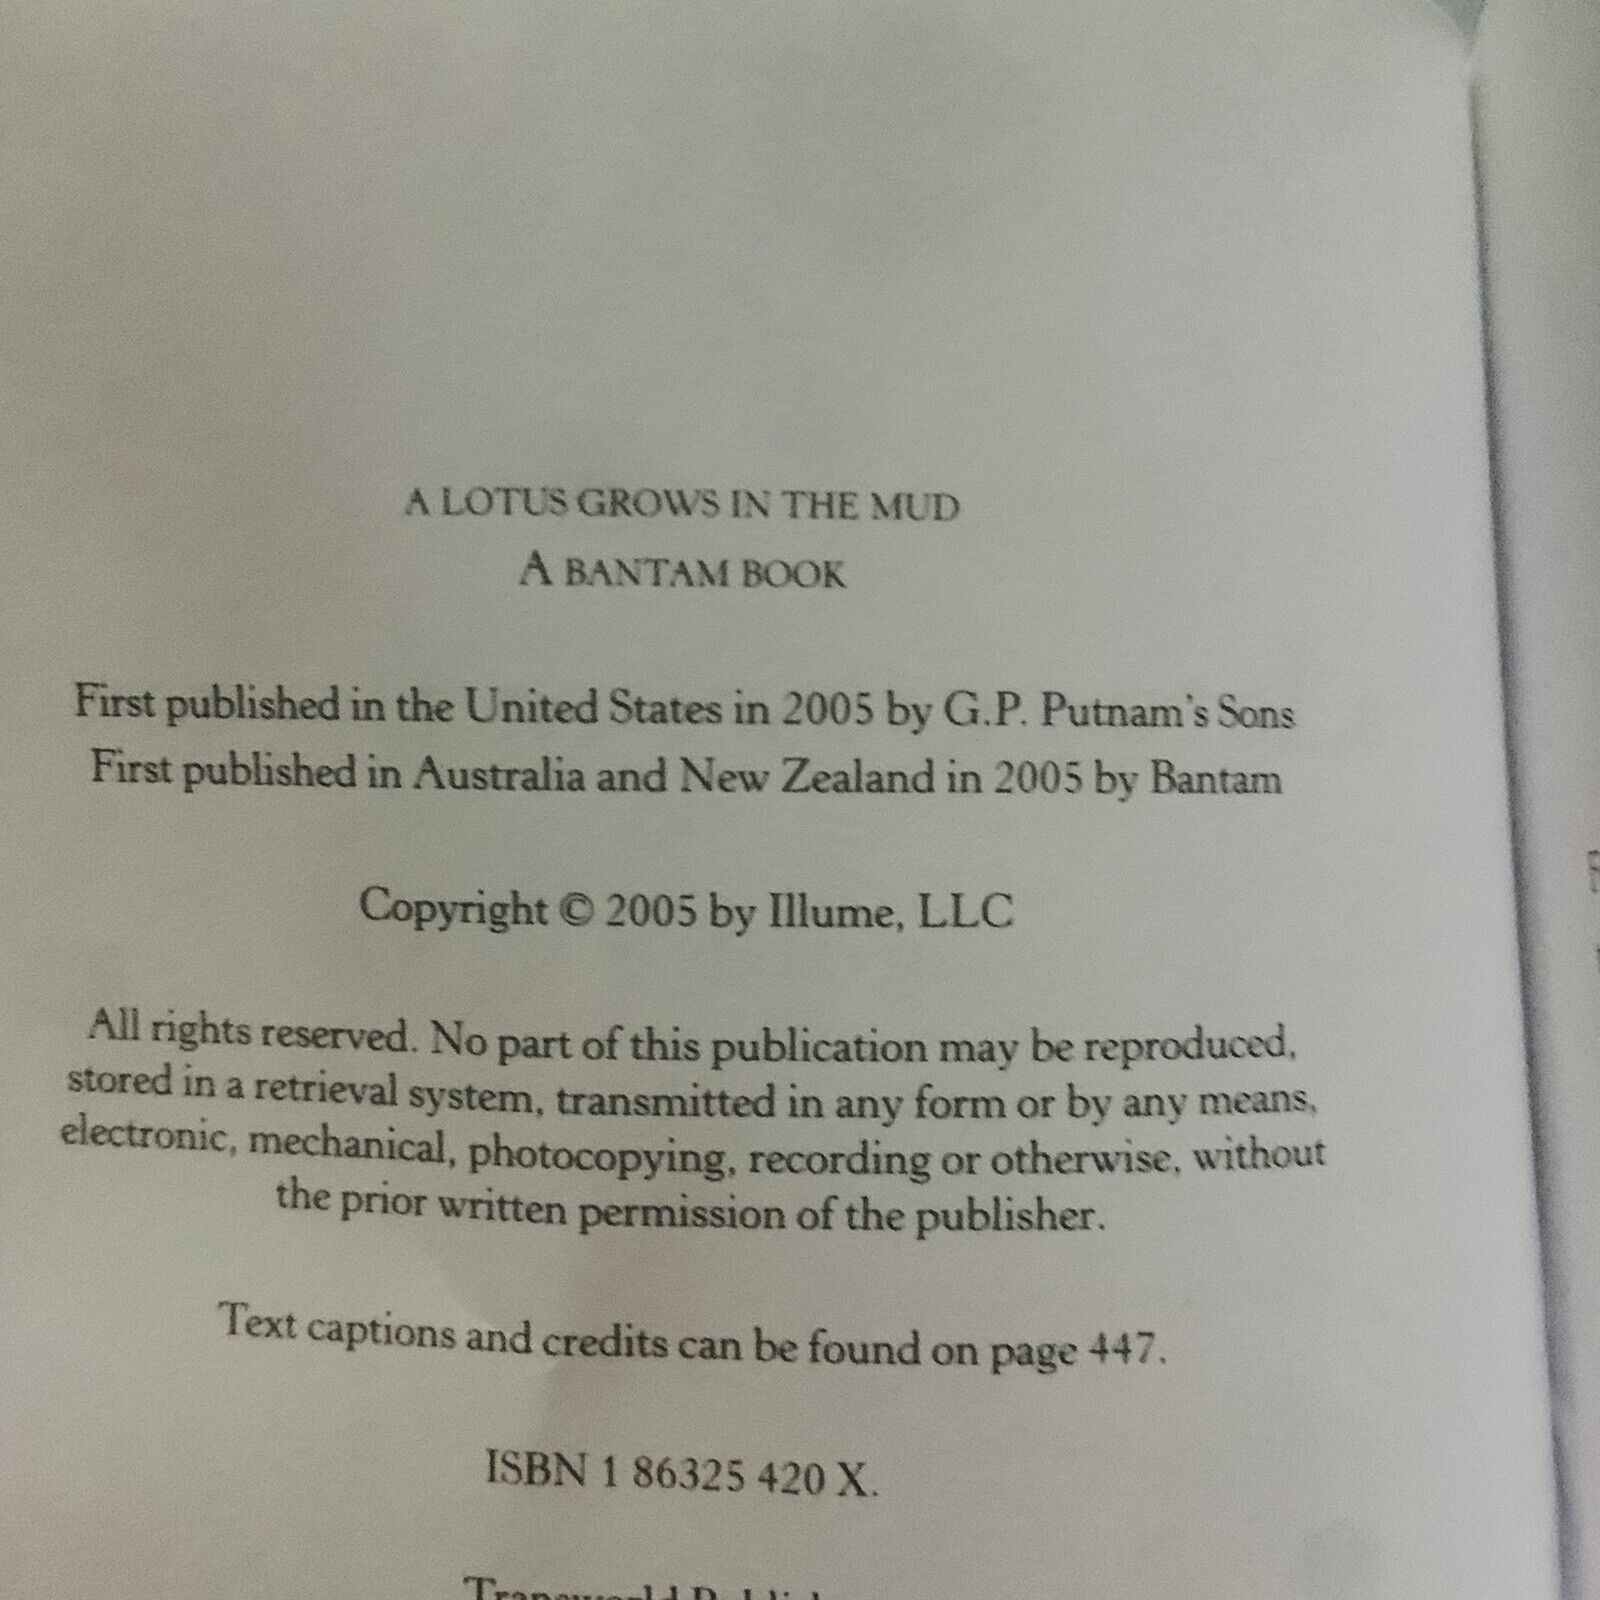 A LOTUS GROWS IN THE MUD
A BANTAM BOOK
First published in the United States in 2005 by G.P. Putnam's Sons
First published in Australia and New Zealand in 2005 by Bantam
Copyright © 2005 by Illume, LLC
All rights reserved. No part of this publication may be reproduced,
stored in a retrieval system, transmitted in any form or by any means,
electronic, mechanical, photocopying, recording or otherwise, without
the prior written permission of the publisher.
Text captions and credits can be found on page 447.
ISBN 1 86325 420 X.
Transworld